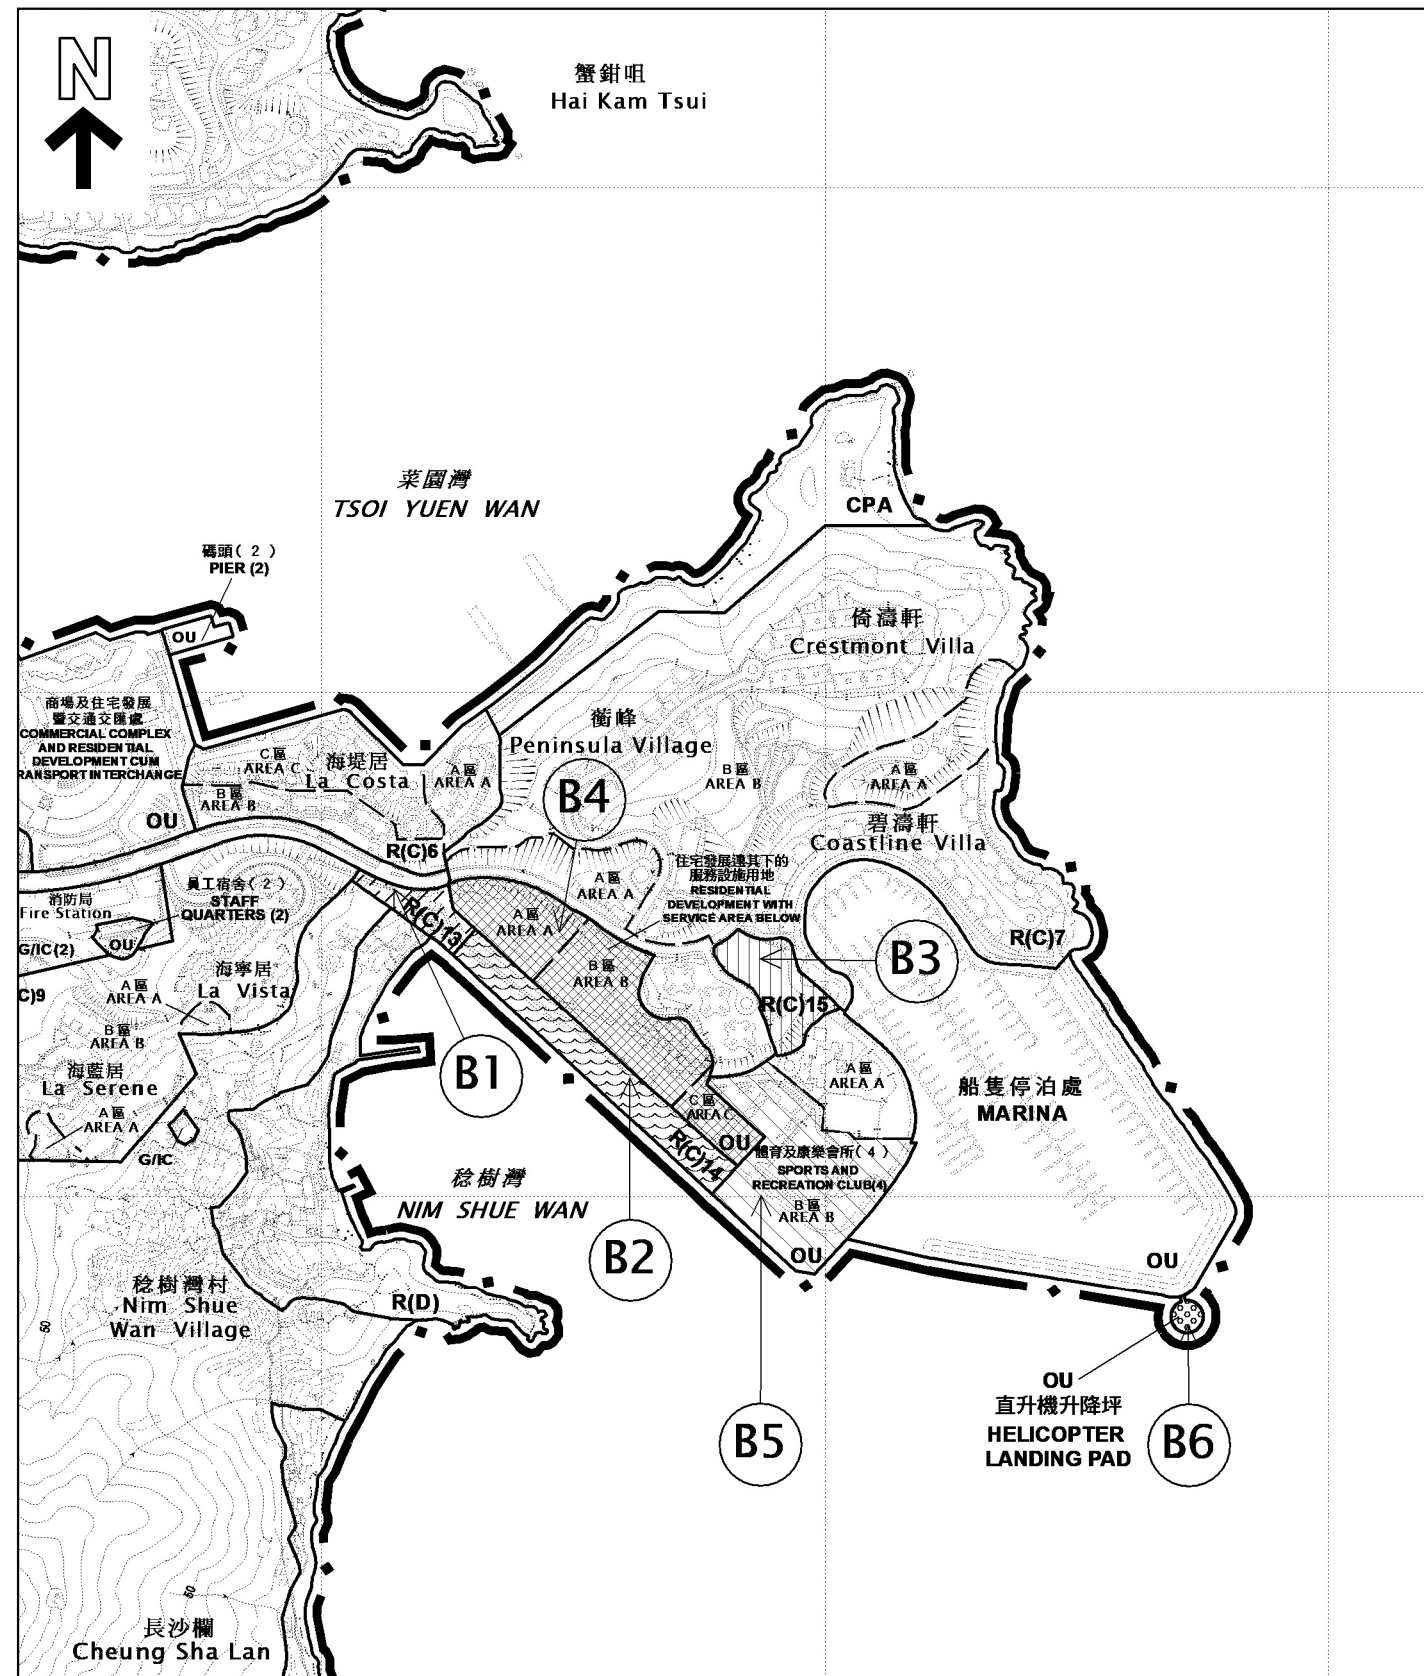 N
蟹鉗咀
Hai Kam Tsui
菜園灣
TSOI YUEN WAN
CPA
碼頭( 2 )
PIER (2)
OU
倚濤軒
Crestmont Villa
商場及住宅發展
暨交通交匯處
COMMERCIAL COMPLEX
AND RESIDENTIAL
DEVELOPMENT CUM
RANSPORT INTERCHANGE
OU
C區
AREA C
海堤居
La Costa
A區
AREA A
B區
AREA B
R(C)6
蘅峰
Peninsula Village
B區
AREA B
A區
AREA A
碧濤軒
Coastline Villa
B4
A區
AREA A
住宅發展連其下的
服務設施用地
RESIDENTIAL
DEVELOPMENT WITH
SERVICE AREA BELOW
消防局
Fire Station
員工宿舍( 2 )
STAFF
QUARTERS (2)
G/IC(2)
OU
R(C)13
A區
AREA A
B區
AREA B
R(C)7
B3
R(C)15
海寧居
La Vista
C)9
A區
AREA A
B區
AREA B
海藍居
La Serene
A區
AREA A
G/IC
B1
A區
AREA A
船隻停泊處
MARINA
C區
AREA C
OU
R(C)14
體育及康樂會所( 4 )
SPORTS AND
RECREATION CLUB(4)
B區
AREA B
OU
稔樹灣
NIM SHUE WAN
B2
OU
稔樹灣村
Nim Shue
Wan Village
R(D)
50
OU
直升機升降坪
HELICOPTER
LANDING PAD
B5
B6
50
長沙欄
Cheung Sha Lan